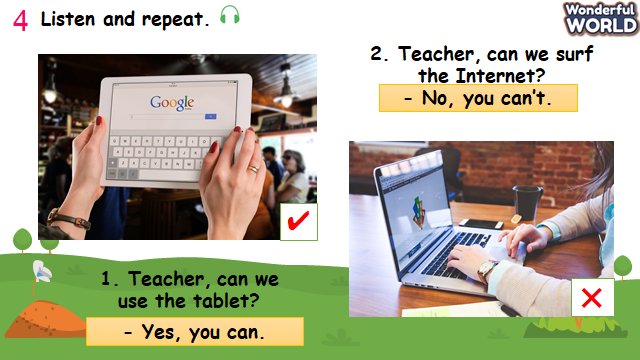 4 Listen and repeat.
Wonderful
WORLD
Google
1. Teacher, can we
use the tablet?
- Yes, you can.
2. Teacher, can we surf
the Internet?
- No, you can't.